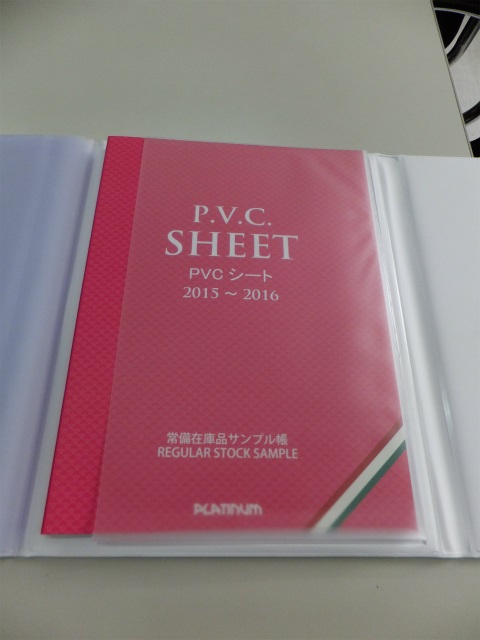 P.V.C.
SHEET
PVC シート
2015 ～ 2016
常備在庫品サンプル帳
REGULAR STOCK SAMPLE
PLATINUM